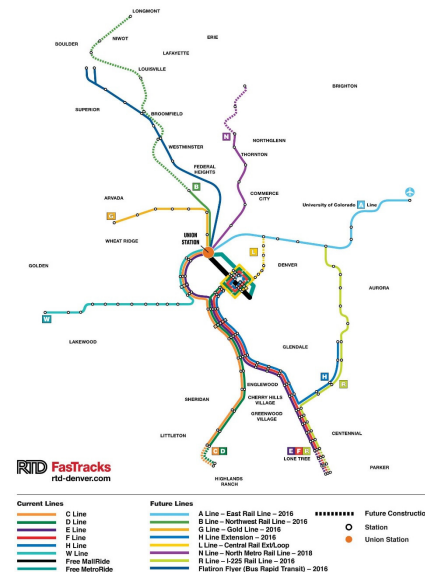 LONGMONT
NIWOT
ERIE
BOULDER
LAFAYETTE
LOUISVILLE
BRIGHTON
SUPERIOR
BROOMFIELD
N
NORTHGLENN
WESTMINSTER
THORNTON
FEDERAL
HEIGHTS
B
COMMERCE
CITY
ARVADA
University of Colorado A Line
G
UNION
STATION
WHEAT RIDGE
L
GOLDEN
DENVER
AURORA
W
LAKEWOOD
GLENDALE
ENGLEWOOD
H
SHERIDAN
CHERRY HILLS
VILLAGE
R
GREENWOOD
VILLAGE
LITTLETON
CENTENNIAL
C D
E F R
LONE TREE
PARKER
HIGHLANDS
RANCH
RTD FasTracks
rtd-denver.com
Current Lines
C Line
D Line
E Line
F Line
H Line
W Line
Free MallRide
Free MetroRide
Future Lines
A Line – East Rail Line – 2016
B Line – Northwest Rail Line – 2016
G Line – Gold Line – 2016
H Line Extension – 2016
L Line – Central Rail Ext/Loop
N Line – North Metro Rail Line – 2018
R Line – I-225 Rail Line – 2016
Flatiron Flyer (Bus Rapid Transit) – 2016
Future Constructio
Station
Union Station